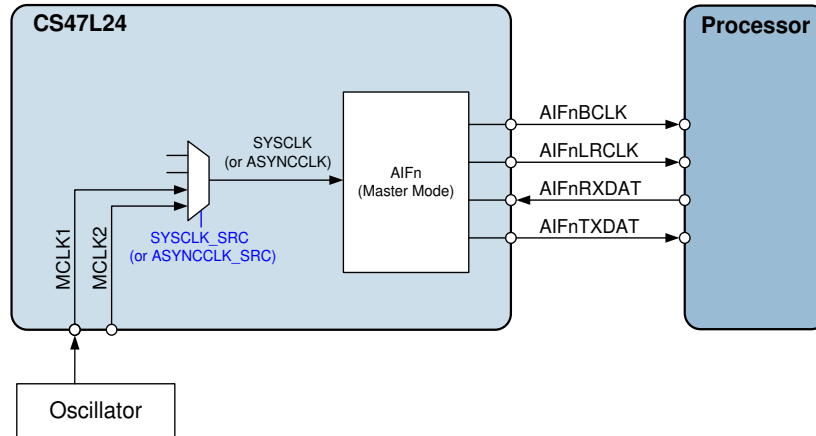 CS47L24
Processor
SYSCLK
(or ASYNCCLK)
AIFn
(Master Mode)
AIFnBCLK
AIFnLRCLK
AIFnRXDAT
AIFnTXDAT
SYSCLK_SRC
(or ASYNCCLK_SRC)
MCLK1
MCLK2
Oscillator